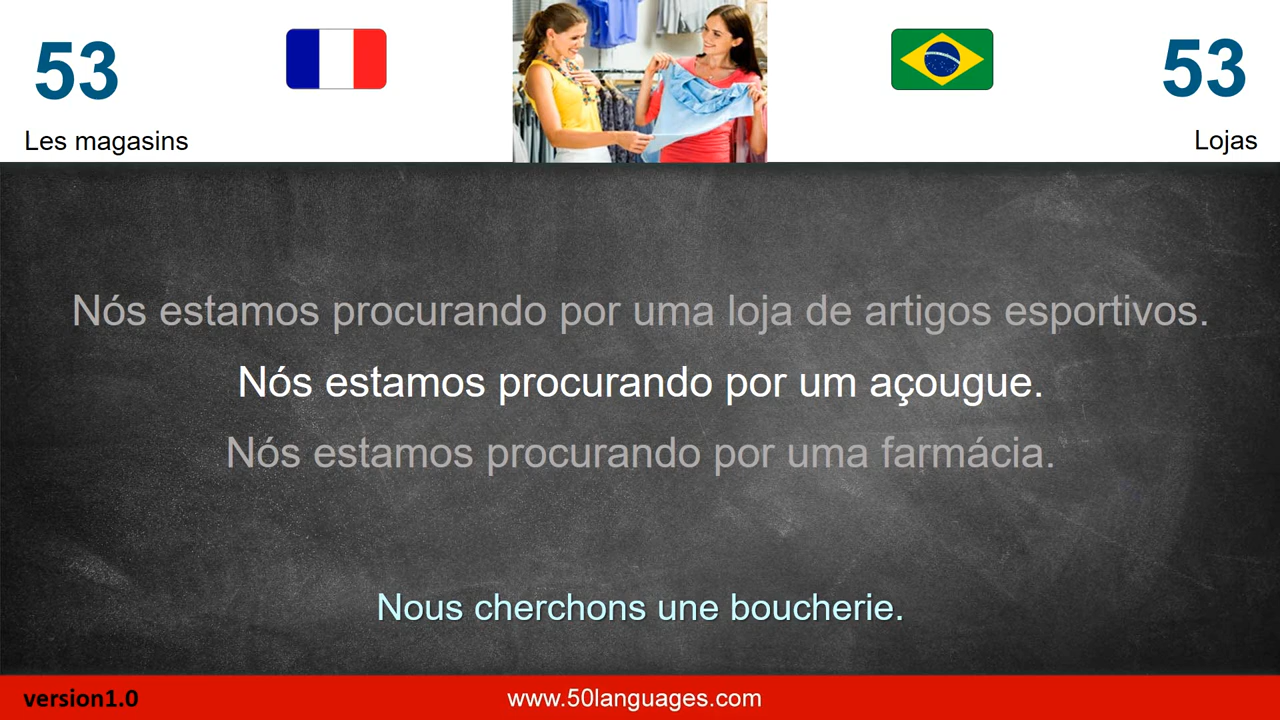 53
53
Les magasins
Lojas
Nós estamos procurando por uma loja de artigos esportivos.
Nós estamos procurando por um açougue.
Nós estamos procurando por uma farmácia.
Nous cherchons une boucherie.
version1.0
www.50languages.com